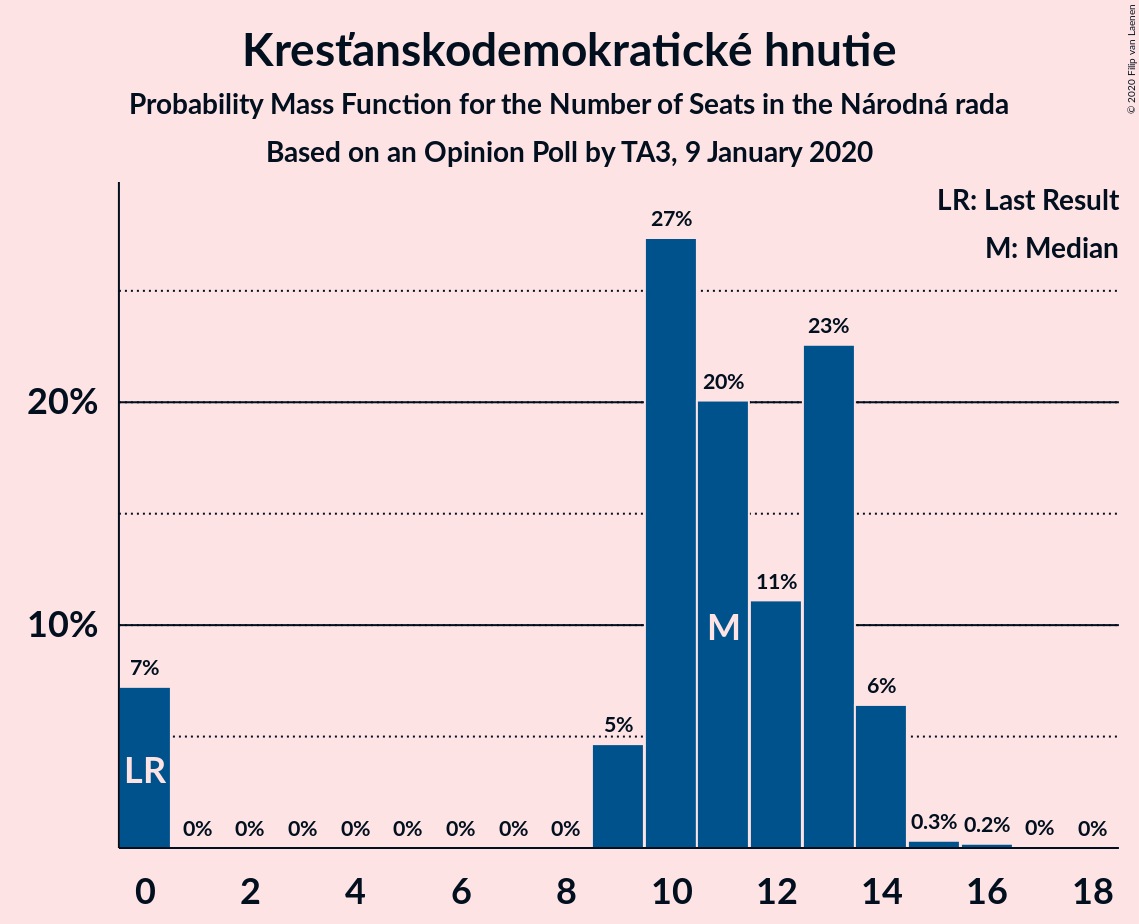 Kresťanskodemokratické hnutie
Probability Mass Function for the Number of Seats in the Národná rada
Based on an Opinion Poll by TA3, 9 January 2020
© 2020 Filip van Laenen
LR: Last Result
M: Median
27%
23%
20%
20%
11%
10%
M
7%
6%
5%
LR
0% 0% 0% 0% 0% 0% 0% 0% 0.3% 0.2% 0% 0%
0 2 4 6 8 10 12 14 16 18